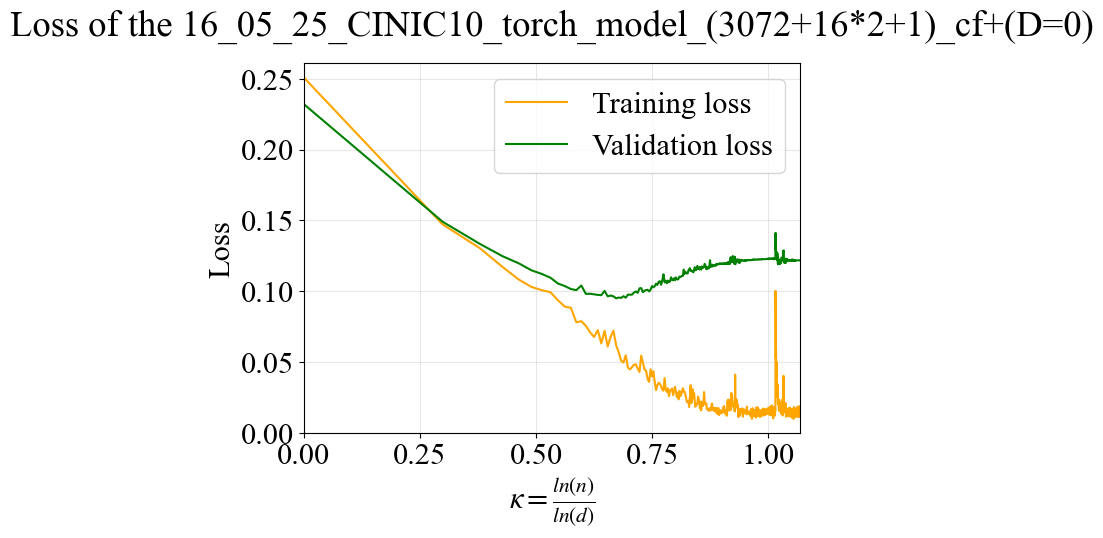 Loss of the 16_05_25_CINIC10_torch_model_(3072+16*2+1)_cf+(D=0)
Training loss
Validation loss
Loss
0.25
0.20
0.15
0.10
0.05
0.00
0.00 0.25 0.50 0.75 1.00
κ = ln(n)/ln(d)